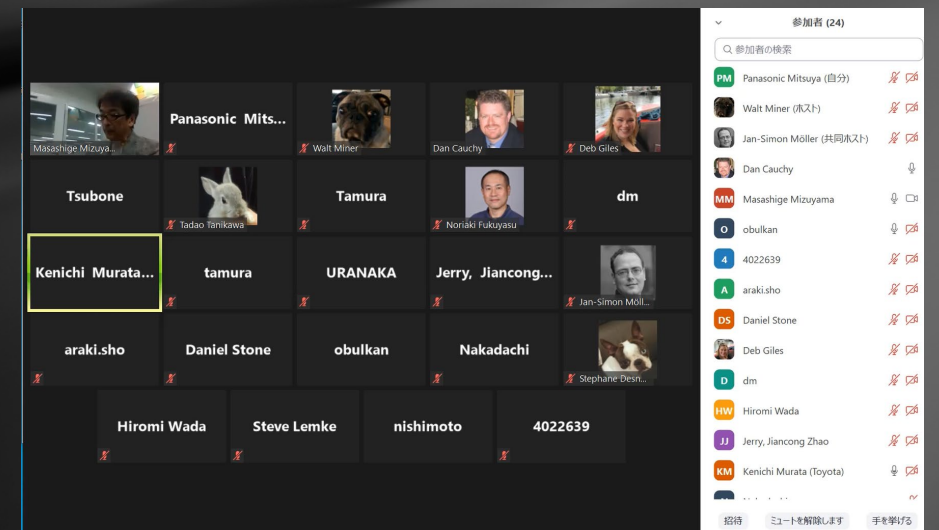 Masashige Mizuya...
Panasonic Mits...
Walt Miner
Dan Cauchy
Deb Giles
Tsubone
Tadao Tanikawa
Tamura
Noriaki Fukuyasu
dm
Kenichi Murata...
tamura
URANAKA
Jerry, Jiancong...
Jan-Simon Möll...
araki.sho
Daniel Stone
obulkan
Nakadachi
Stephane Desn...
Hiromi Wada
Steve Lemke
nishimoto
4022639
参加者 (24)
参加者の検索
PM Panasonic Mitsuya (自分)
Walt Miner (ホスト)
Jan-Simon Möller (共同ホスト)
Dan Cauchy
MM Masashige Mizuyama
O obulkan
4 4022639
A araki.sho
DS Daniel Stone
Deb Giles
D dm
HW Hiromi Wada
JJ Jerry, Jiancong Zhao
KM Kenichi Murata (Toyota)
招待 ミュートを解除します 手を挙げる